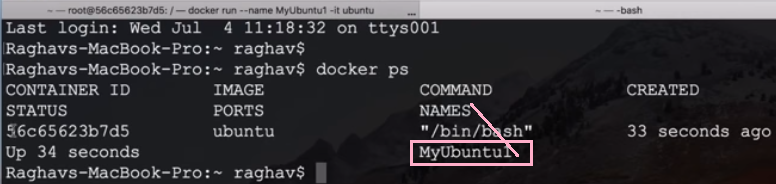 ~ — root@56c65623b7d5: / — docker run --name MyUbuntu1 -it ubuntu ... ~ — -bash
Last login: Wed Jul  4 11:18:32 on ttys001
Raghavs-MacBook-Pro:~ raghav$
Raghavs-MacBook-Pro:~ raghav$ docker ps
CONTAINER ID        IMAGE               COMMAND             CREATED
STATUS              PORTS               NAMES
56c65623b7d5        ubuntu              "/bin/bash"         33 seconds ago
Up 34 seconds                           MyUbuntu1
Raghavs-MacBook-Pro:~ raghav$